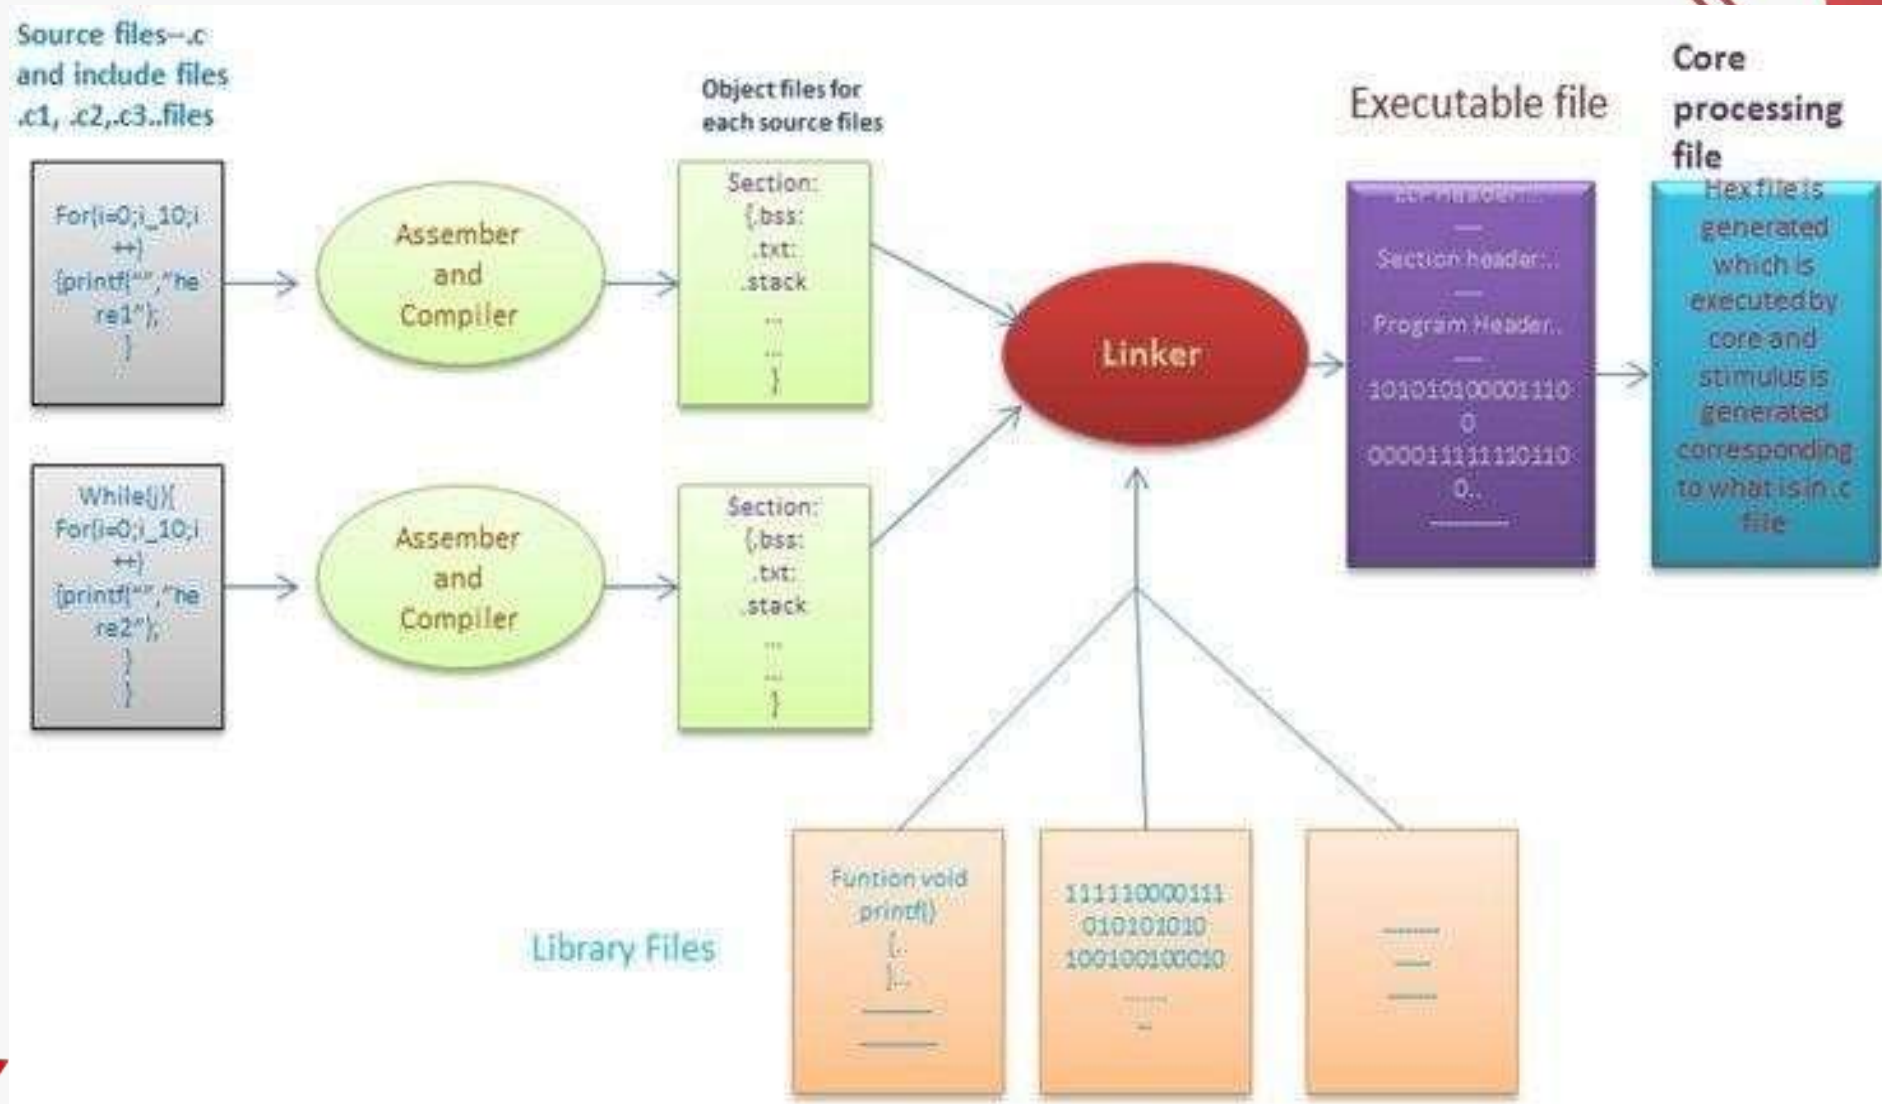 Source files--.c
and include files
.c1, .c2,.c3..files
For(i=0;i_10;i
++)
{printf("","he
re1");
}
Assember
and
Compiler
Object files for
each source files
Section:
{.bss:
.txt:
.stack
...
...
}
While(j){
For(i=0;i_10;i
++)
{printf("","he
re2");
}
}
Assember
and
Compiler
Section:
{.bss:
.txt:
.stack
...
...
}
Linker
Executable file
Header:...
Section header:..
Program Header..
101010100001110
0
000011111110110
0..
Core
processing
file
Hex file is
generated
which is
executed by
core and
stimulus is
generated
corresponding
to what is in .c
file
Library Files
Funtion void
printf()
{..
}...
111110000111
010101010
100100100010
.......
..